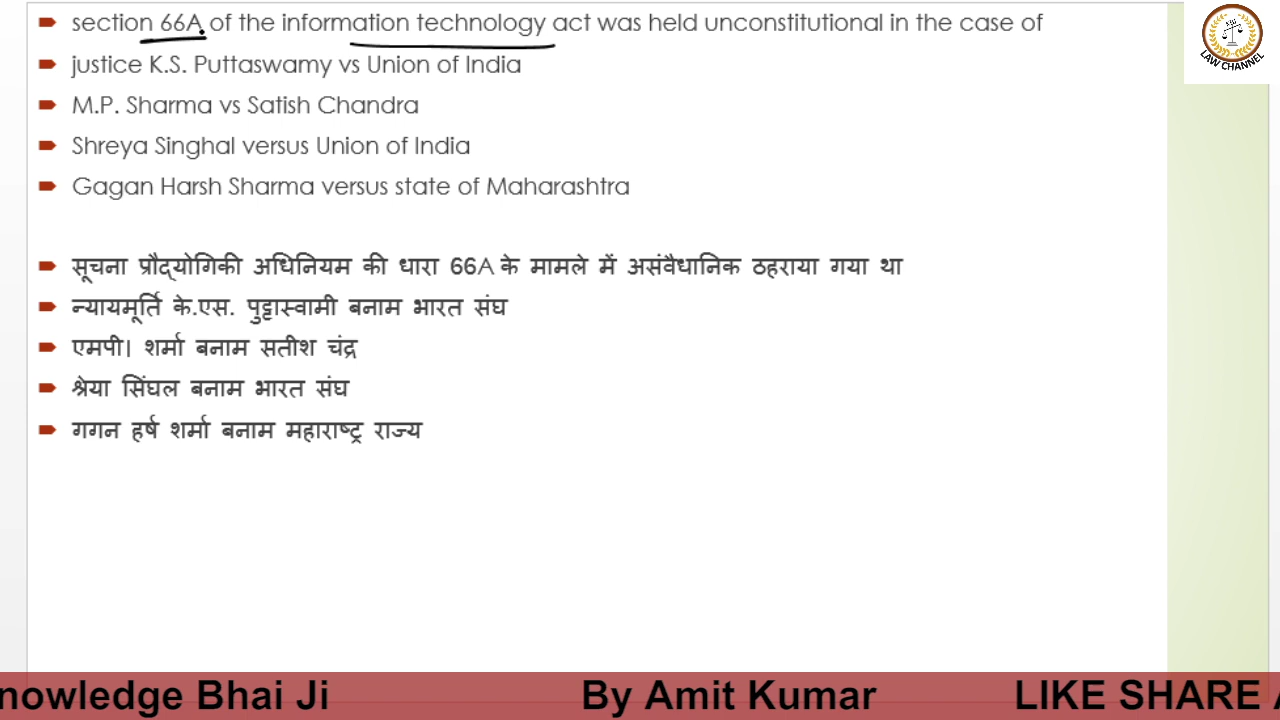 section 66A of the information technology act was held unconstitutional in the case of
justice K.S. Puttaswamy vs Union of India
M.P. Sharma vs Satish Chandra
Shreya Singhal versus Union of India
Gagan Harsh Sharma versus state of Maharashtra
सूचना प्रौद्योगिकी अधिनियम की धारा 66A के मामले में असंवैधानिक ठहराया गया था
न्यायमूर्ति के.एस. पुट्टास्वामी बनाम भारत संघ
एमपी। शर्मा बनाम सतीश चंद्र
श्रेया सिंघल बनाम भारत संघ
गगन हर्ष शर्मा बनाम महाराष्ट्र राज्य
LAW CHANNEL
nowledge Bhai Ji By Amit Kumar LIKE SHARE